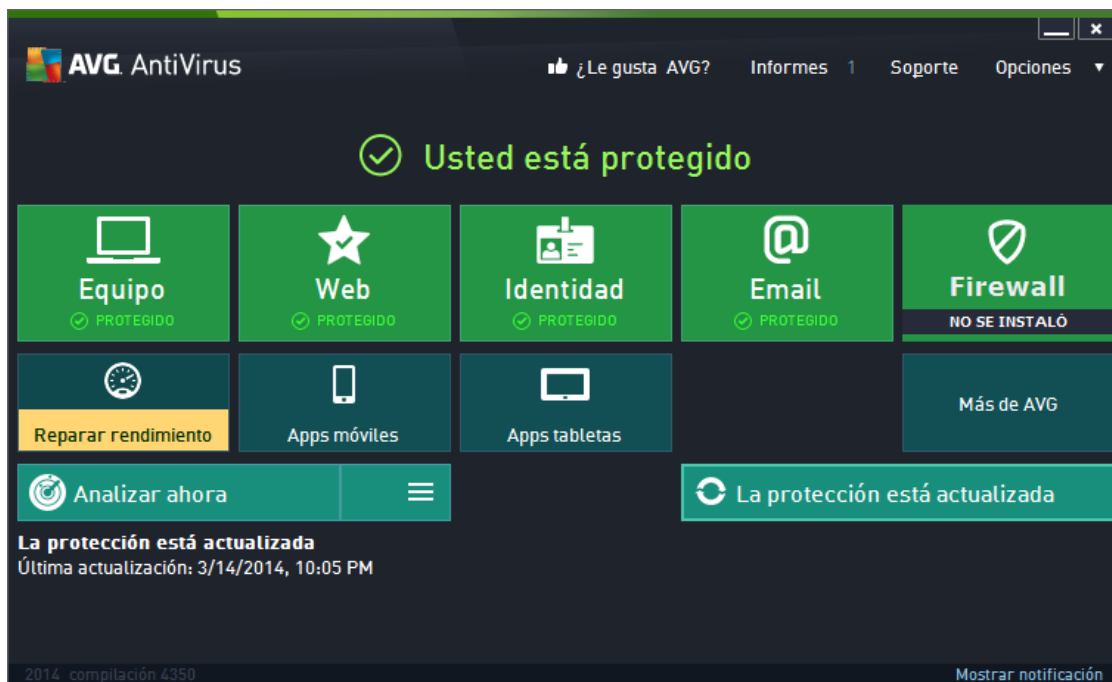 AVG. AntiVirus
¿Le gusta AVG? Informes 1 Soporte Opciones
Usted está protegido
Equipo
PROTEGIDO
Web
PROTEGIDO
Identidad
PROTEGIDO
Email
PROTEGIDO
Firewall
NO SE INSTALÓ
Reparar rendimiento
Apps móviles
Apps tabletas
Más de AVG
Analizar ahora
La protección está actualizada
La protección está actualizada
Última actualización: 3/14/2014, 10:05 PM
2014 compilación 4350
Mostrar notificación